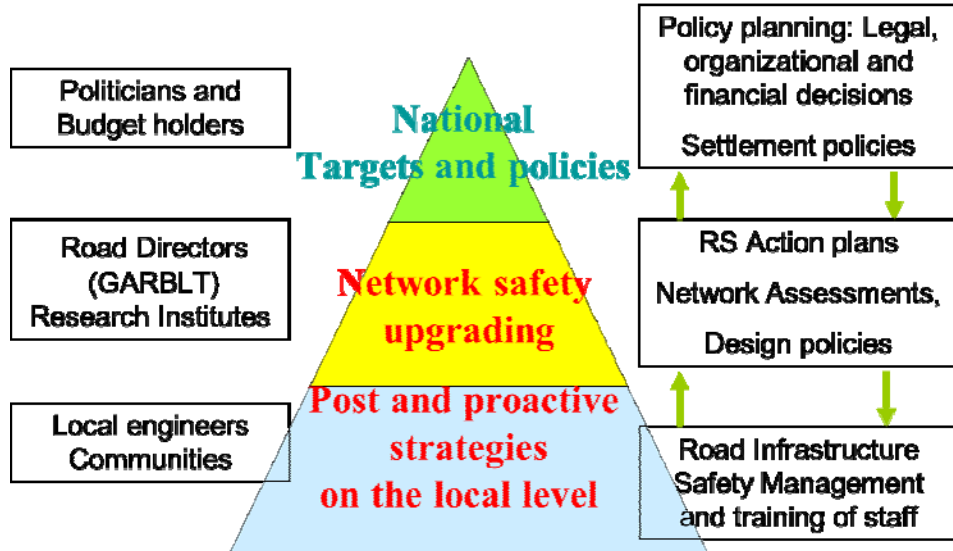 Politicians and
Budget holders
National
Targets and policies
Policy planning: Legal,
organizational and
financial decisions
Settlement policies
Road Directors
(GARBLT)
Research Institutes
Network safety
upgrading
RS Action plans
Network Assessments,
Design policies
Local engineers
Communities
Post and proactive
strategies
on the local level
Road Infrastructure
Safety Management
and training of staff